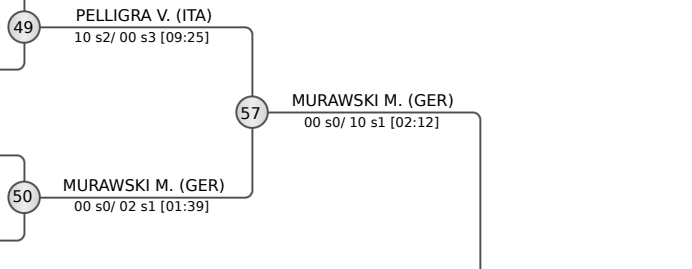 PELLIGRA V. (ITA)
49
10 s2/ 00 s3 [09:25]
MURAWSKI M. (GER)
57
00 s0/ 10 s1 [02:12]
MURAWSKI M. (GER)
50
00 s0/ 02 s1 [01:39]